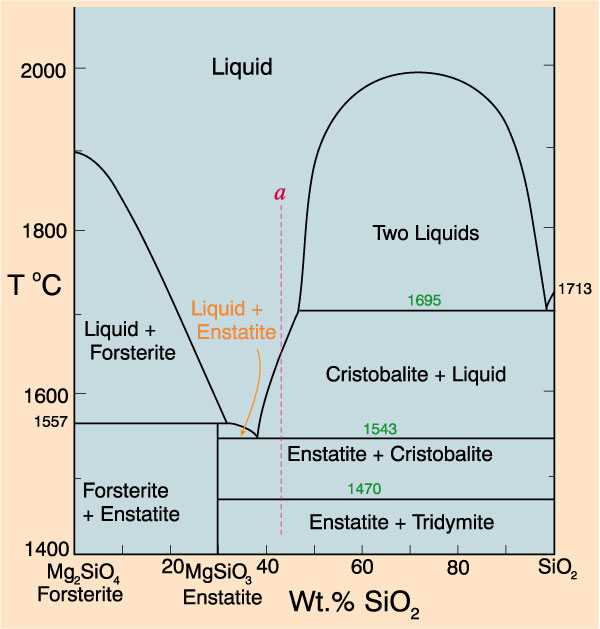 2000
Liquid
a
1800
Two Liquids
T °C
1713
1695
Liquid +
Enstatite
Liquid +
Forsterite
Cristobalite + Liquid
1600
1557
1543
Enstatite + Cristobalite
1470
Forsterite
+ Enstatite
Enstatite + Tridymite
1400
Mg₂SiO₄
Forsterite
20
MgSiO₃
Enstatite
40
60
80
SiO₂
Wt.% SiO₂